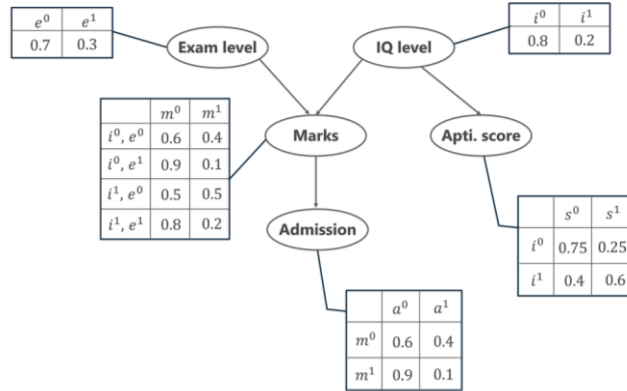 e⁰ e¹
0.7 0.3
Exam level
IQ level
i⁰ i¹
0.8 0.2
m⁰ m¹
i⁰, e⁰ 0.6 0.4
i⁰, e¹ 0.9 0.1
i¹, e⁰ 0.5 0.5
i¹, e¹ 0.8 0.2
Marks
Apti. score
Admission
s⁰ s¹
i⁰ 0.75 0.25
i¹ 0.4 0.6
a⁰ a¹
m⁰ 0.6 0.4
m¹ 0.9 0.1